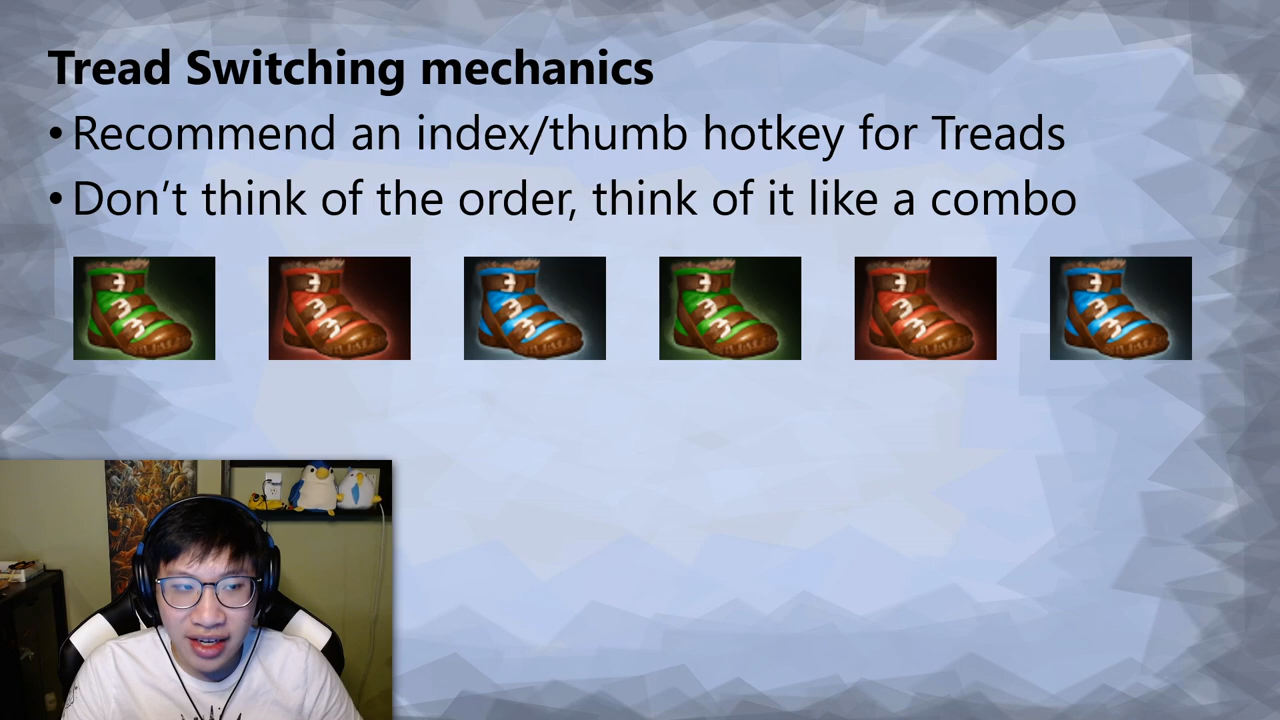 Tread Switching mechanics
• Recommend an index/thumb hotkey for Treads
• Don’t think of the order, think of it like a combo